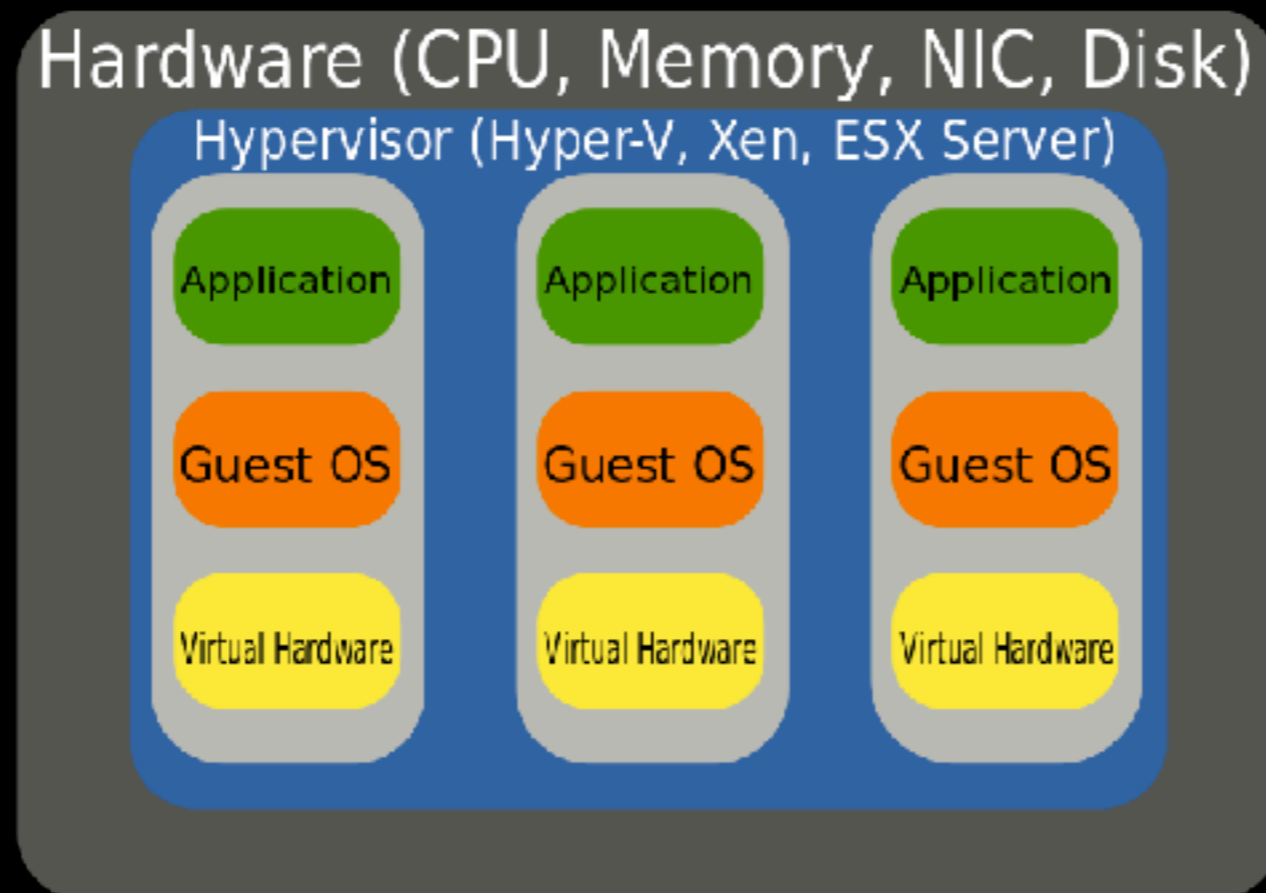 Hardware (CPU, Memory, NIC, Disk)
Hypervisor (Hyper-V, Xen, ESX Server)
Application
Guest OS
Virtual Hardware
Application
Guest OS
Virtual Hardware
Application
Guest OS
Virtual Hardware